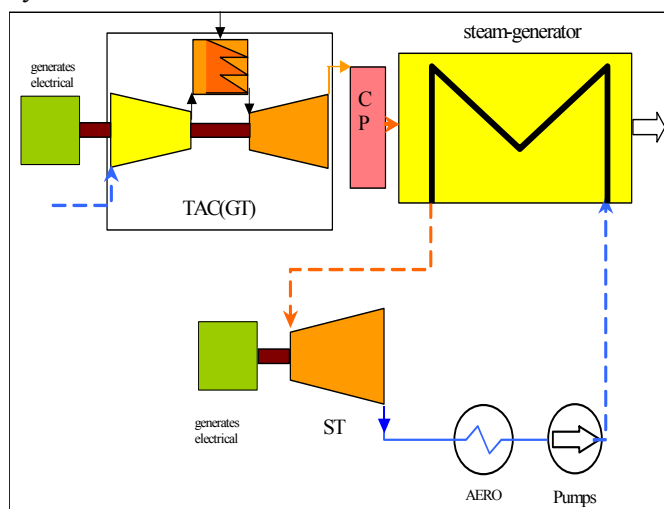 steam-generator
generates
electrical
C
P
TAC(GT)
generates
electrical
ST
AERO
Pumps